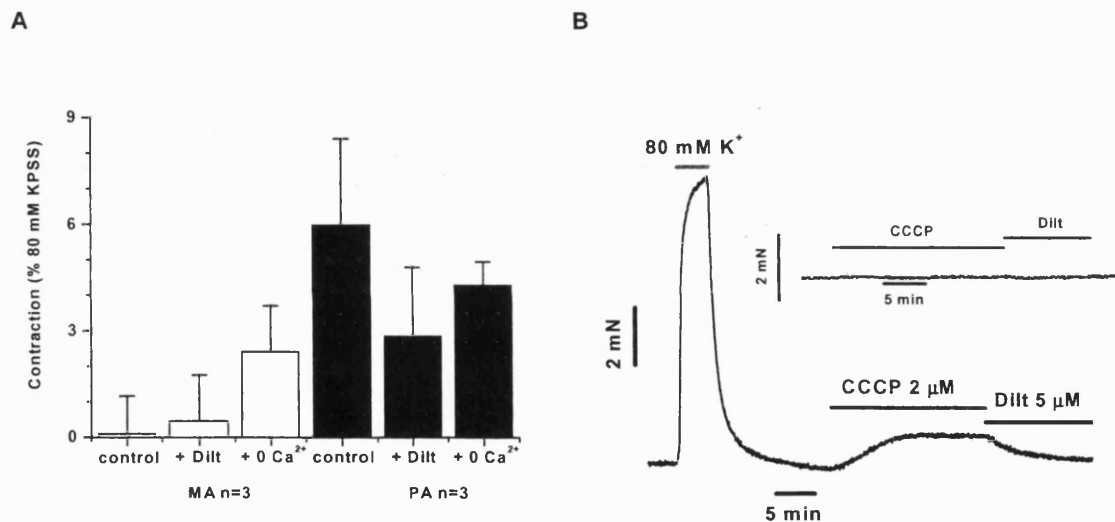 A
B
Contraction (% 80 mM KPSS)
9
6
3
0
control
+ Dilt
+ 0 Ca²⁺
control
+ Dilt
+ 0 Ca²⁺
MA n=3
PA n=3
80 mM K⁺
2 mN
CCCP
Dilt
2 mN
5 min
CCCP 2 μM
Dilt 5 μM
5 min